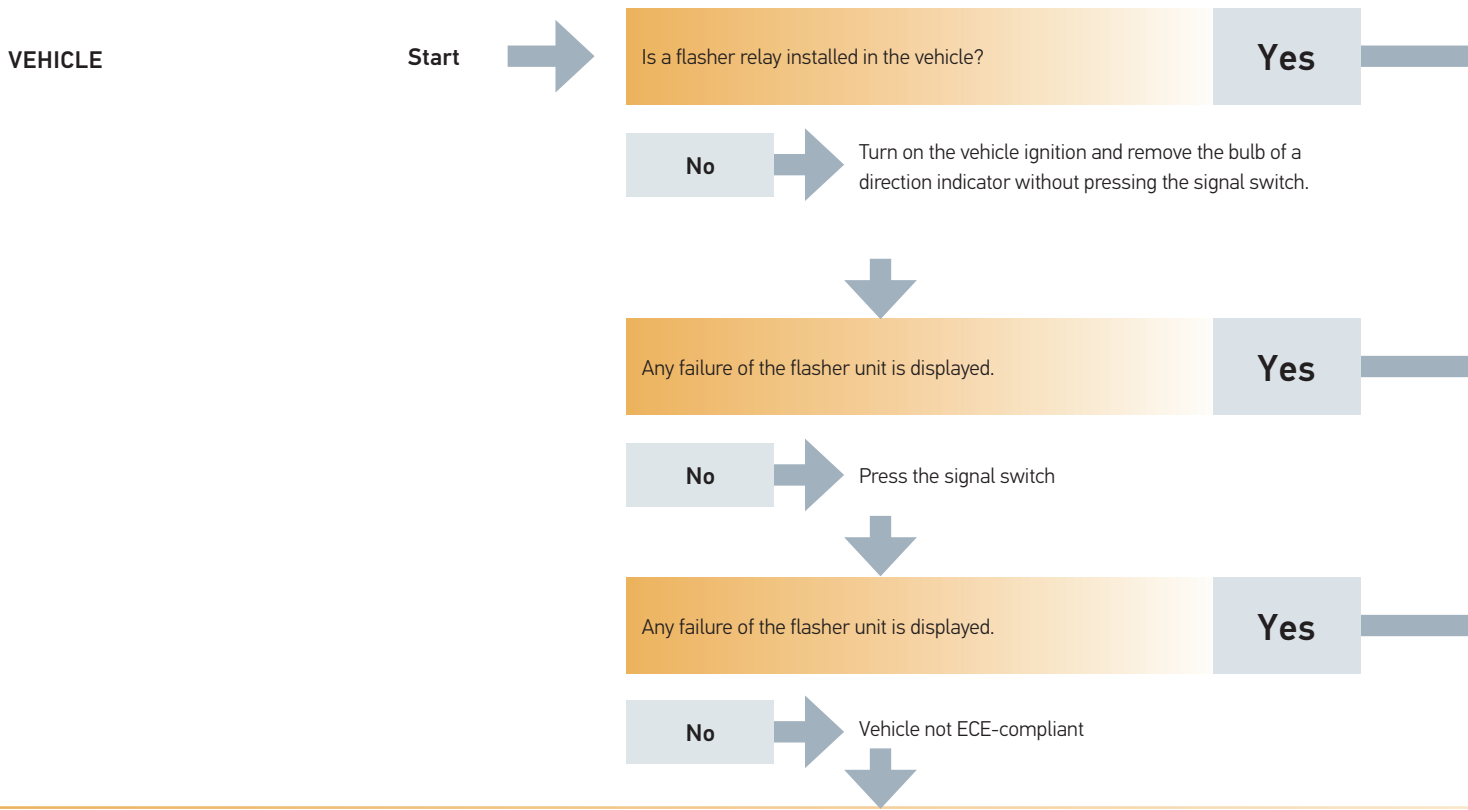 VEHICLE
Start
Is a flasher relay installed in the vehicle?
Yes
No
Turn on the vehicle ignition and remove the bulb of a
direction indicator without pressing the signal switch.
Any failure of the flasher unit is displayed.
Yes
No
Press the signal switch
Any failure of the flasher unit is displayed.
Yes
No
Vehicle not ECE-compliant